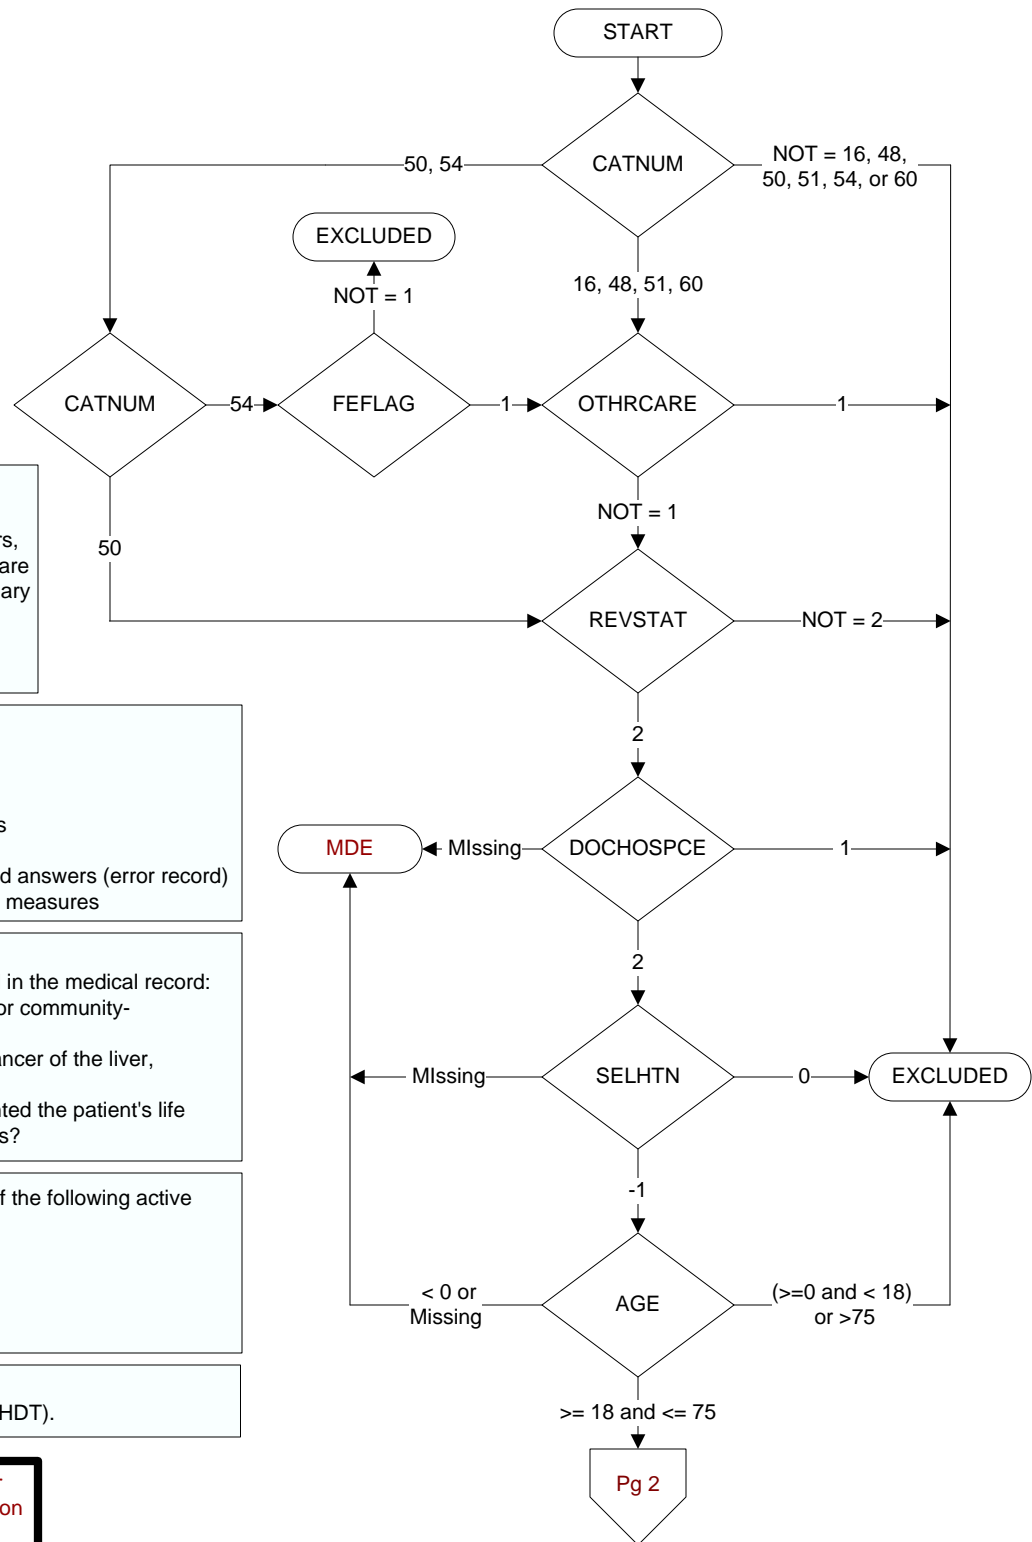 START
CATNUM
50, 54
NOT = 16, 48,
50, 51, 54, or 60
EXCLUDED
NOT = 1
16, 48, 51, 60
CATNUM
54
FEFLAG
1
OTHRCARE
1
NOT = 1
50
REVSTAT
NOT = 2
2
MDE
MIssing
DOCHOSPCE
1
2
MIssing
SELHTN
0
EXCLUDED
-1
< 0 or
Missing
AGE
(>=0 and < 18)
or >75
>= 18 and <= 75
Pg 2
are
d answers (error record)
measures
in the medical record:
or community-
ancer of the liver,
ted the patient's life
s?
f the following active
HDT).
on